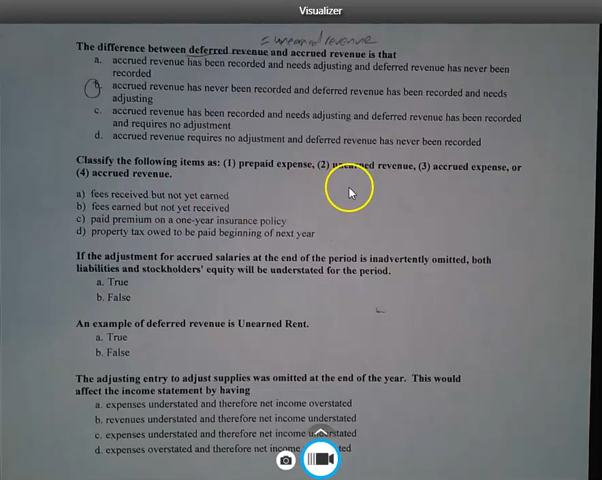 Visualizer
= unearned revenue
The difference between deferred revenue and accrued revenue is that
a. accrued revenue has been recorded and needs adjusting and deferred revenue has never been
recorded
accrued revenue has never been recorded and deferred revenue has been recorded and needs
adjusting
c. accrued revenue has been recorded and needs adjusting and deferred revenue has been recorded
and requires no adjustment
d. accrued revenue requires no adjustment and deferred revenue has never been recorded
Classify the following items as: (1) prepaid expense, (2) unearned revenue, (3) accrued expense, or
(4) accrued revenue.
a) fees received but not yet earned
b) fees earned but not yet received
c) paid premium on a one-year insurance policy
d) property tax owed to be paid beginning of next year
If the adjustment for accrued salaries at the end of the period is inadvertently omitted, both
liabilities and stockholders' equity will be understated for the period.
a. True
b. False
An example of deferred revenue is Unearned Rent.
a. True
b. False
The adjusting entry to adjust supplies was omitted at the end of the year. This would
affect the income statement by having
a. expenses understated and therefore net income overstated
b. revenues understated and therefore net income understated
c. expenses understated and therefore net income understated
d. expenses overstated and therefore net income